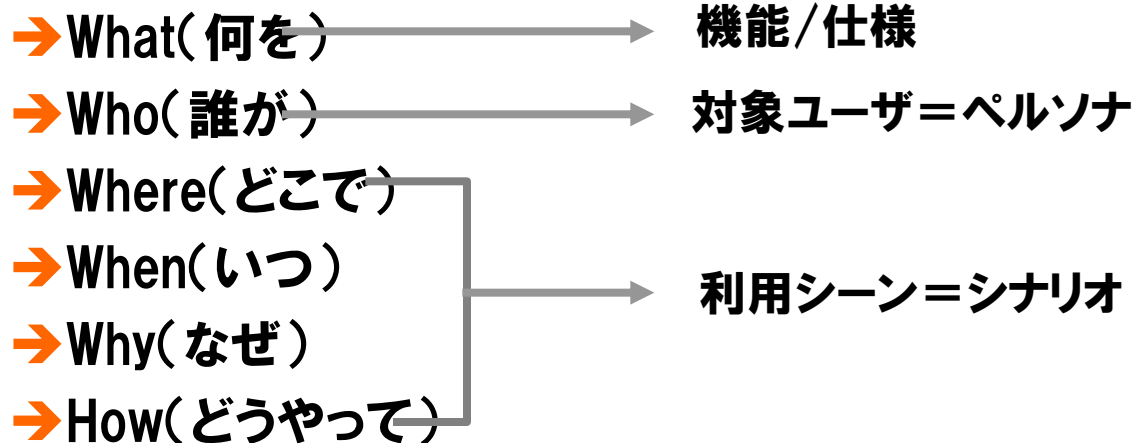 What(何を)
機能/仕様
Who(誰が)
対象ユーザ＝ペルソナ
Where(どこで)
When(いつ)
利用シーン＝シナリオ
Why(なぜ)
How(どうやって)